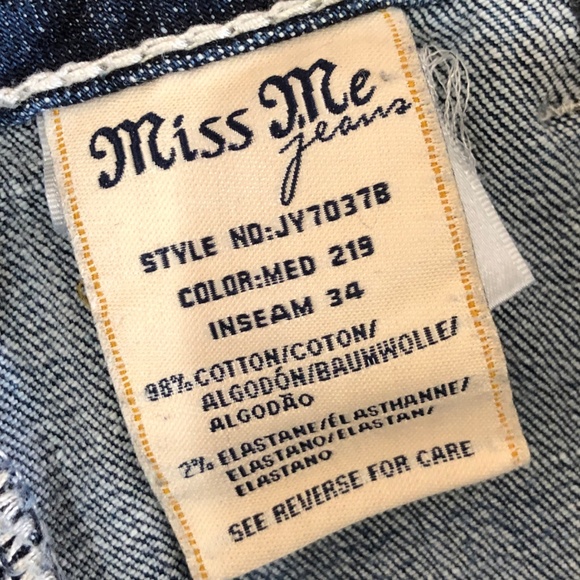 Miss Me
jeans
STYLE NO:JY7037B
COLOR:MED 219
INSEAM 34
98% COTTON/COTON/
ALGODÓN/BAUMWOLLE/
ALGODÃO
2% ELASTANE/ÉLASTHANNE/
ELASTANO/ELASTAN/
ELASTANO
SEE REVERSE FOR CARE